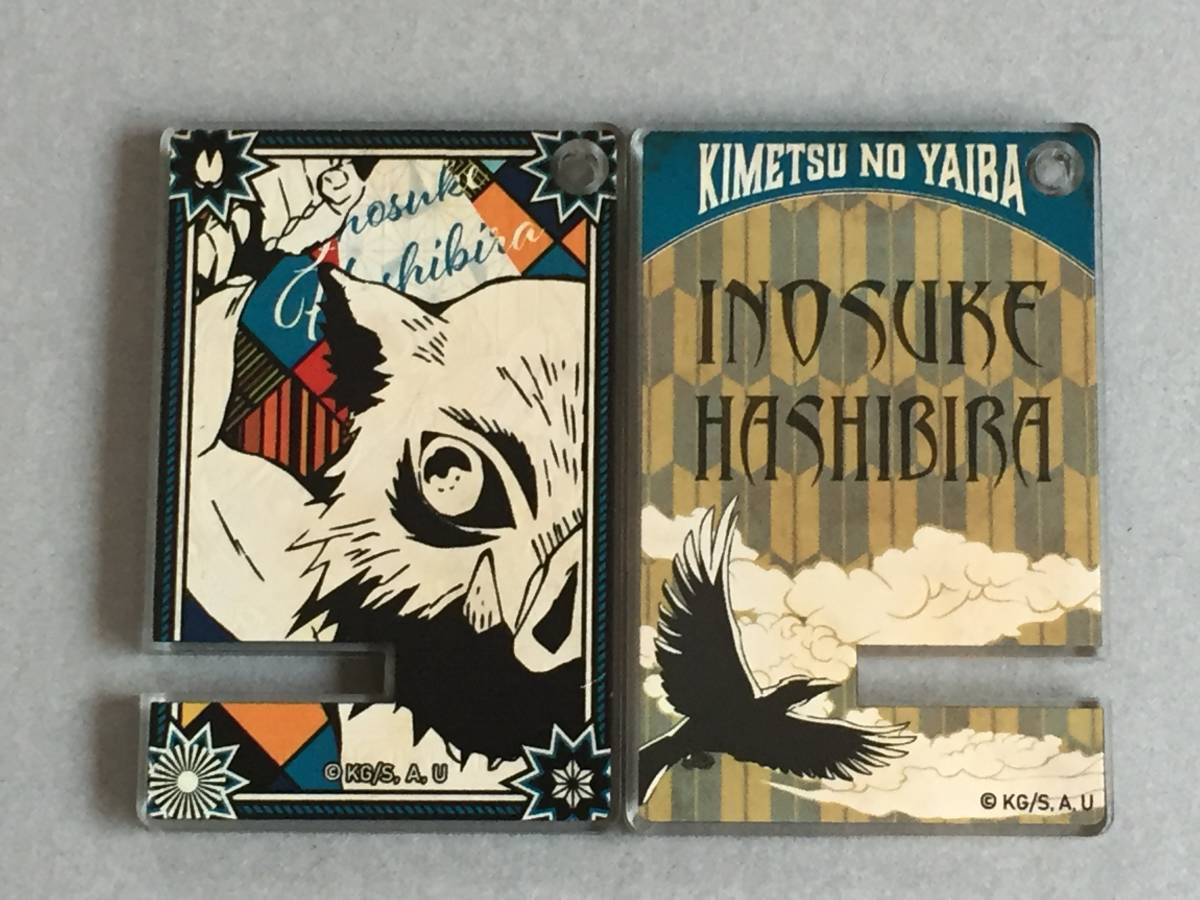 Inosuke
Hashibira
© KG/S, A, U
KIMETSU NO YAIBA
INOSUKE
HASHIBIRA
© KG/S. A. U